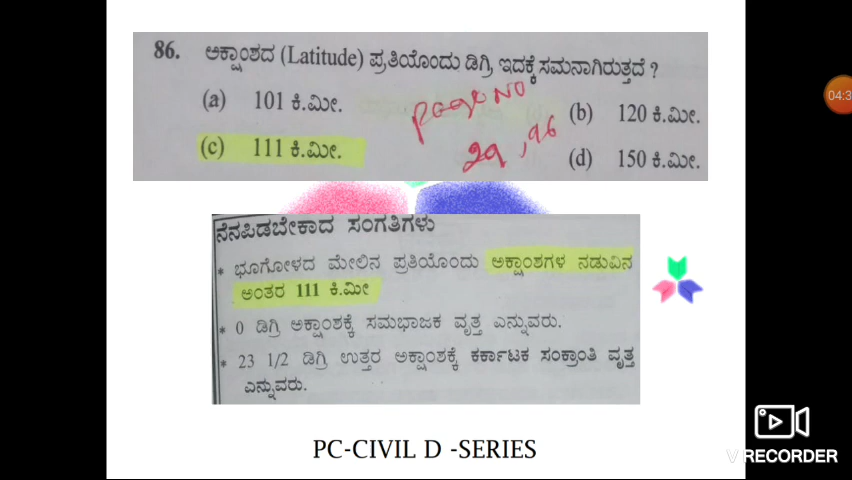 86. ಅಕ್ಷಾಂಶದ (Latitude) ಪ್ರತಿಯೊಂದು ಡಿಗ್ರಿ ಇದಕ್ಕೆ ಸಮನಾಗಿರುತ್ತದೆ ?
(a) 101 ಕಿ.ಮೀ.
(b) 120 ಕಿ.ಮೀ.
(c) 111 ಕಿ.ಮೀ.
(d) 150 ಕಿ.ಮೀ.
Page NO
29, 96
04:3
ನೆನಪಿಡಬೇಕಾದ ಸಂಗತಿಗಳು
* ಭೂಗೋಳದ ಮೇಲಿನ ಪ್ರತಿಯೊಂದು ಅಕ್ಷಾಂಶಗಳ ನಡುವಿನ
ಅಂತರ 111 ಕಿ.ಮೀ
* 0 ಡಿಗ್ರಿ ಅಕ್ಷಾಂಶಕ್ಕೆ ಸಮಭಾಜಕ ವೃತ್ತ ಎನ್ನುವರು.
* 23 1/2 ಡಿಗ್ರಿ ಉತ್ತರ ಅಕ್ಷಾಂಶಕ್ಕೆ ಕರ್ಕಾಟಕ ಸಂಕ್ರಾಂತಿ ವೃತ್ತ
ಎನ್ನುವರು.
PC-CIVIL D -SERIES
V RECORDER